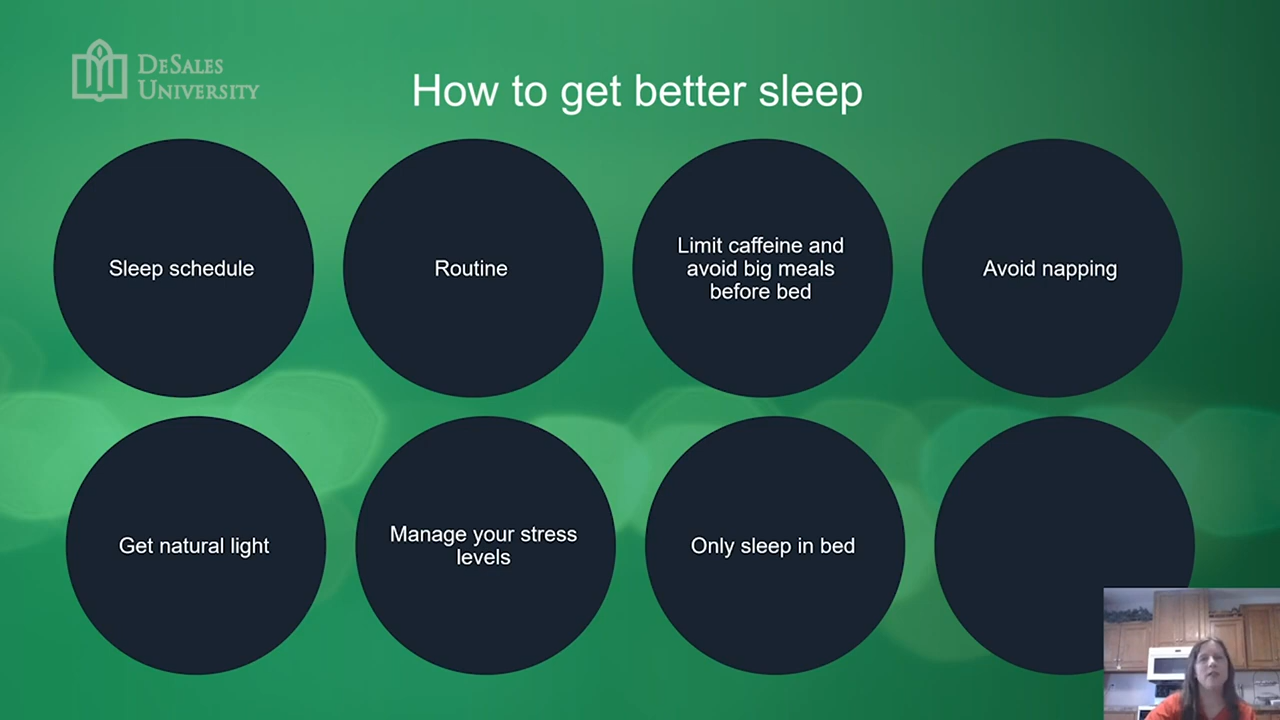 DeSales
University
How to get better sleep
Sleep schedule
Routine
Limit caffeine and
avoid big meals
before bed
Avoid napping
Get natural light
Manage your stress
levels
Only sleep in bed